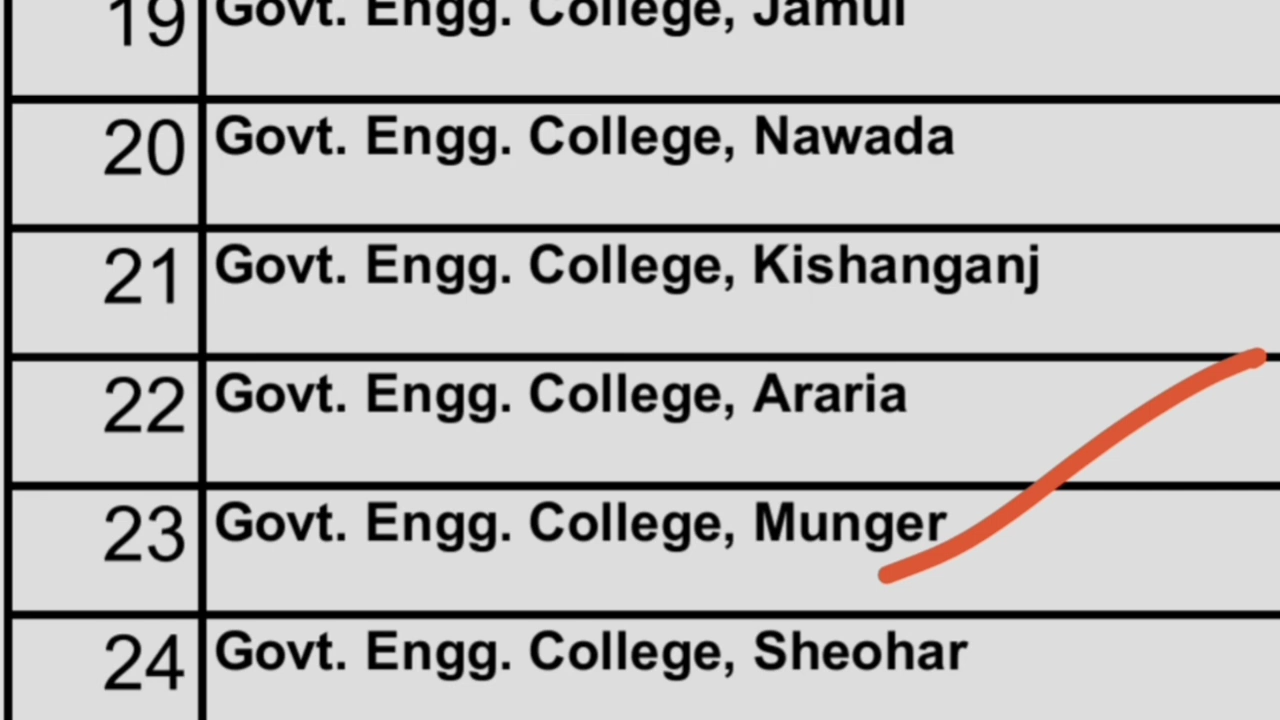 19 Govt. Engg. College, Jamui
20 Govt. Engg. College, Nawada
21 Govt. Engg. College, Kishanganj
22 Govt. Engg. College, Araria
23 Govt. Engg. College, Munger
24 Govt. Engg. College, Sheohar